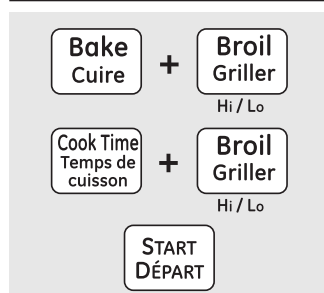 Bake + Broil
Cuire Griller
Hi / Lo
Cook Time + Broil
Temps de Griller
cuisson
Hi / Lo
START
DÉPART